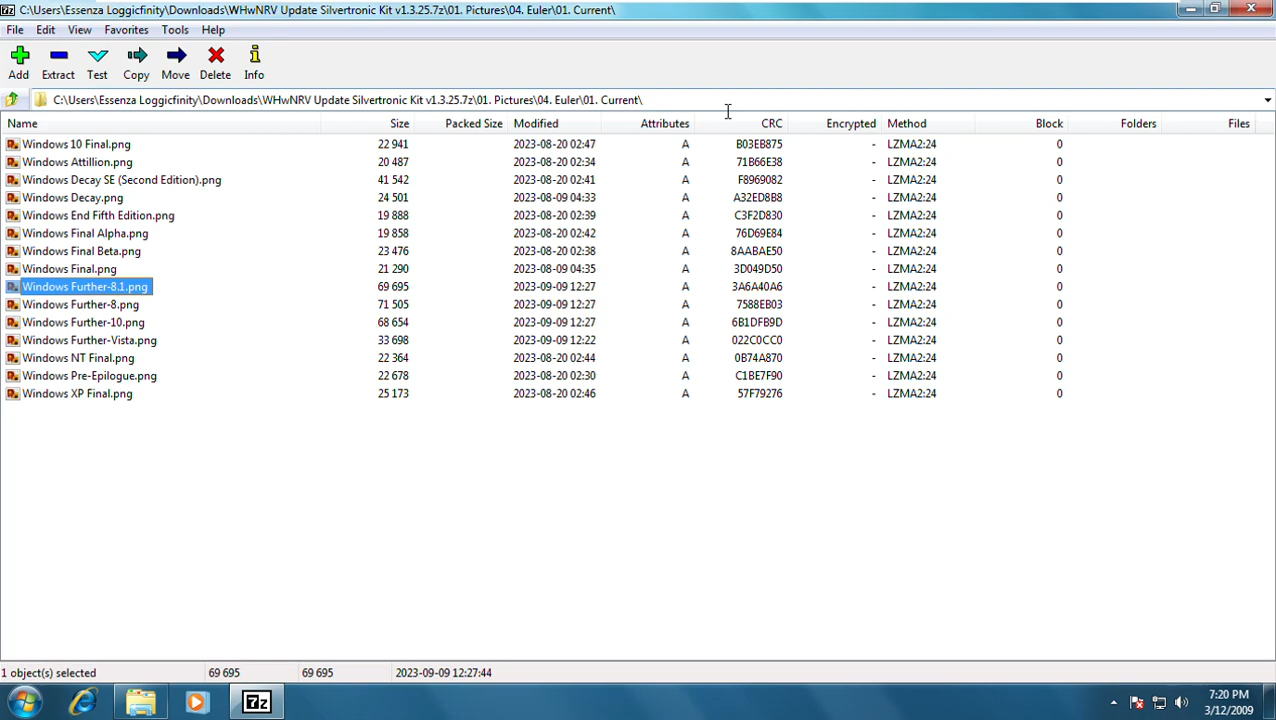 C:\Users\Essenza Loggicfinity\Downloads\WHwNRV Update Silvertronic Kit v1.3.25.7z\01. Pictures\04. Euler\01. Current\
File Edit View Favorites Tools Help
Add Extract Test Copy Move Delete Info
C:\Users\Essenza Loggicfinity\Downloads\WHwNRV Update Silvertronic Kit v1.3.25.7z\01. Pictures\04. Euler\01. Current\
Name Size Packed Size Modified Attributes CRC Encrypted Method Block Folders Files
Windows 10 Final.png 22 941 2023-08-20 02:47 A B03EB875 - LZMA2:24 0
Windows Attillion.png 20 487 2023-08-20 02:34 A 71B66E38 - LZMA2:24 0
Windows Decay SE (Second Edition).png 41 542 2023-08-20 02:41 A F8969082 - LZMA2:24 0
Windows Decay.png 24 501 2023-08-09 04:33 A A32ED8B8 - LZMA2:24 0
Windows End Fifth Edition.png 19 888 2023-08-20 02:39 A C3F2D830 - LZMA2:24 0
Windows Final Alpha.png 19 858 2023-08-20 02:42 A 76D69E84 - LZMA2:24 0
Windows Final Beta.png 23 476 2023-08-20 02:38 A 8AABAE50 - LZMA2:24 0
Windows Final.png 21 290 2023-08-09 04:35 A 3D049D50 - LZMA2:24 0
Windows Further-8.1.png 69 695 2023-09-09 12:27 A 3A6A40A6 - LZMA2:24 0
Windows Further-8.png 71 505 2023-09-09 12:27 A 7588EB03 - LZMA2:24 0
Windows Further-10.png 68 654 2023-09-09 12:27 A 6B1DFB9D - LZMA2:24 0
Windows Further-Vista.png 33 698 2023-09-09 12:22 A 022C0CC0 - LZMA2:24 0
Windows NT Final.png 22 364 2023-08-20 02:44 A 0B74A870 - LZMA2:24 0
Windows Pre-Epilogue.png 22 678 2023-08-20 02:30 A C1BE7F90 - LZMA2:24 0
Windows XP Final.png 25 173 2023-08-20 02:46 A 57F79276 - LZMA2:24 0
1 object(s) selected 69 695 69 695 2023-09-09 12:27:44
7z
7:20 PM
3/12/2009